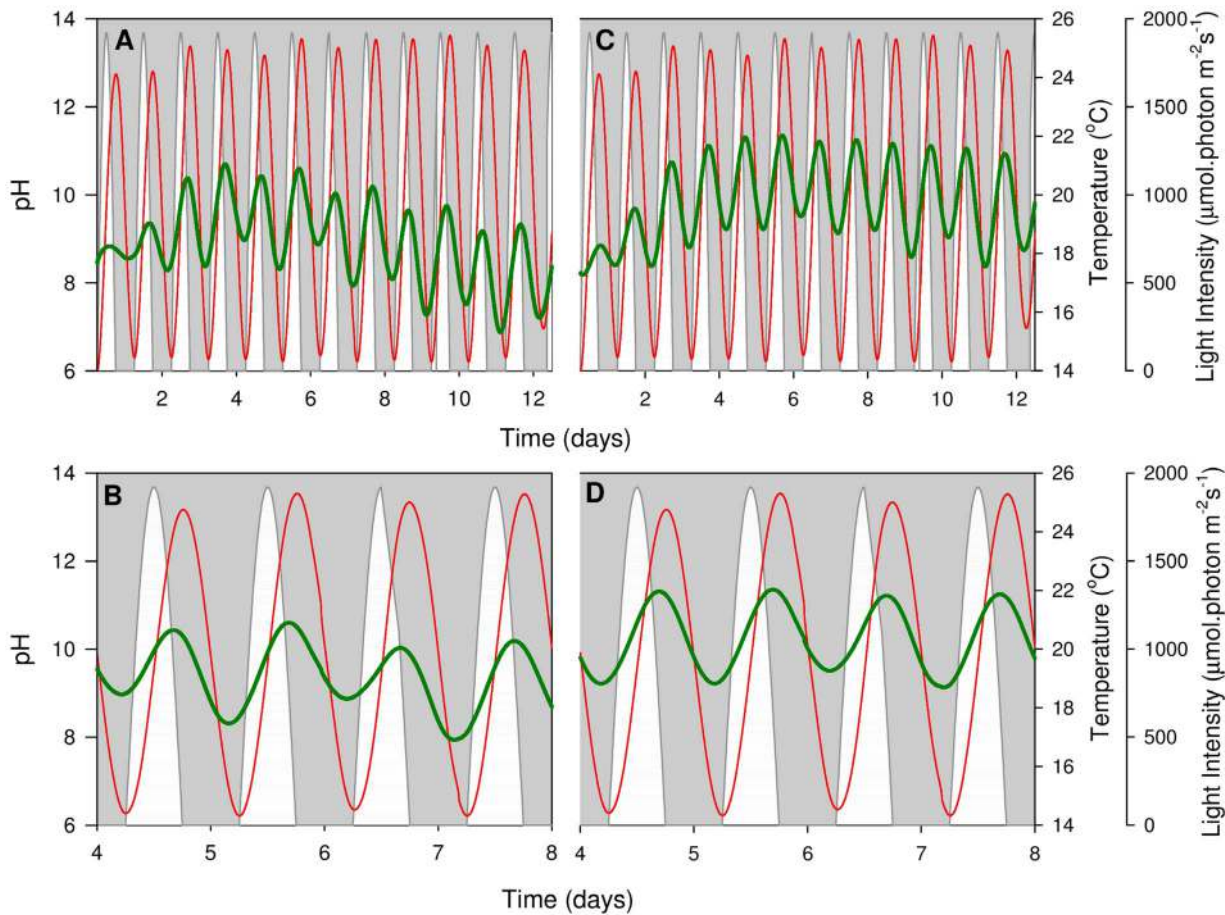 14
12
10
8
6
pH
A
2 4 6 8 10 12
C
2 4 6 8 10 12
26
24
22
20
18
16
14
Temperature (°C)
2000
1500
1000
500
0
Light Intensity (µmol.photon m⁻²s⁻¹)
Time (days)
14
12
10
8
6
pH
B
4 5 6 7 8
D
4 5 6 7 8
26
24
22
20
18
16
14
Temperature (°C)
2000
1500
1000
500
0
Light Intensity (µmol.photon m⁻²s⁻¹)
Time (days)